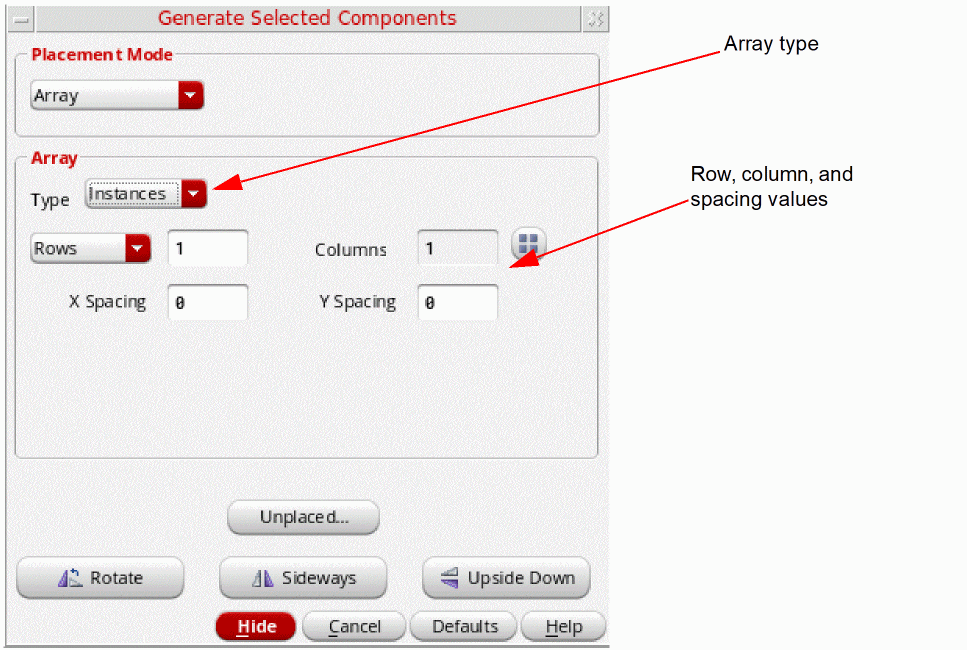 Generate Selected Components
Placement Mode
Array
Array type
Array
Type Instances
Row, column, and
spacing values
Rows 1 Columns 1
X Spacing 0 Y Spacing 0
Unplaced...
Rotate Sideways Upside Down
Hide Cancel Defaults Help